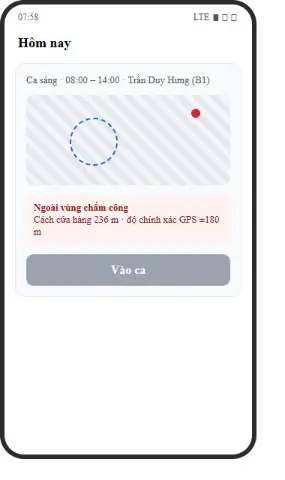 07:58
LTE
Hôm nay
Ca sáng · 08:00 – 14:00 · Trần Duy Hưng (B1)
Ngoài vùng chấm công
Cách cửa hàng 236 m · độ chính xác GPS ±180
m
Vào ca